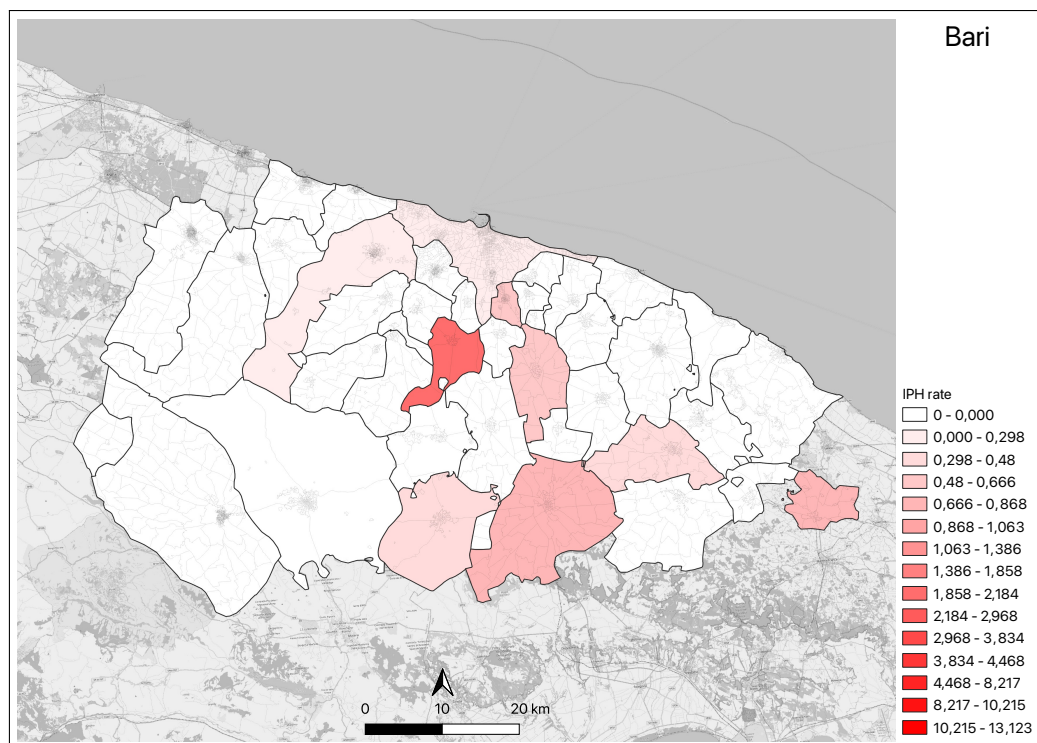 Bari
IPH rate
0 - 0,000
0,000 - 0,298
0,298 - 0,48
0,48 - 0,666
0,666 - 0,868
0,868 - 1,063
1,063 - 1,386
1,386 - 1,858
1,858 - 2,184
2,184 - 2,968
2,968 - 3,834
3,834 - 4,468
4,468 - 8,217
8,217 - 10,215
10,215 - 13,123
0 10 20 km